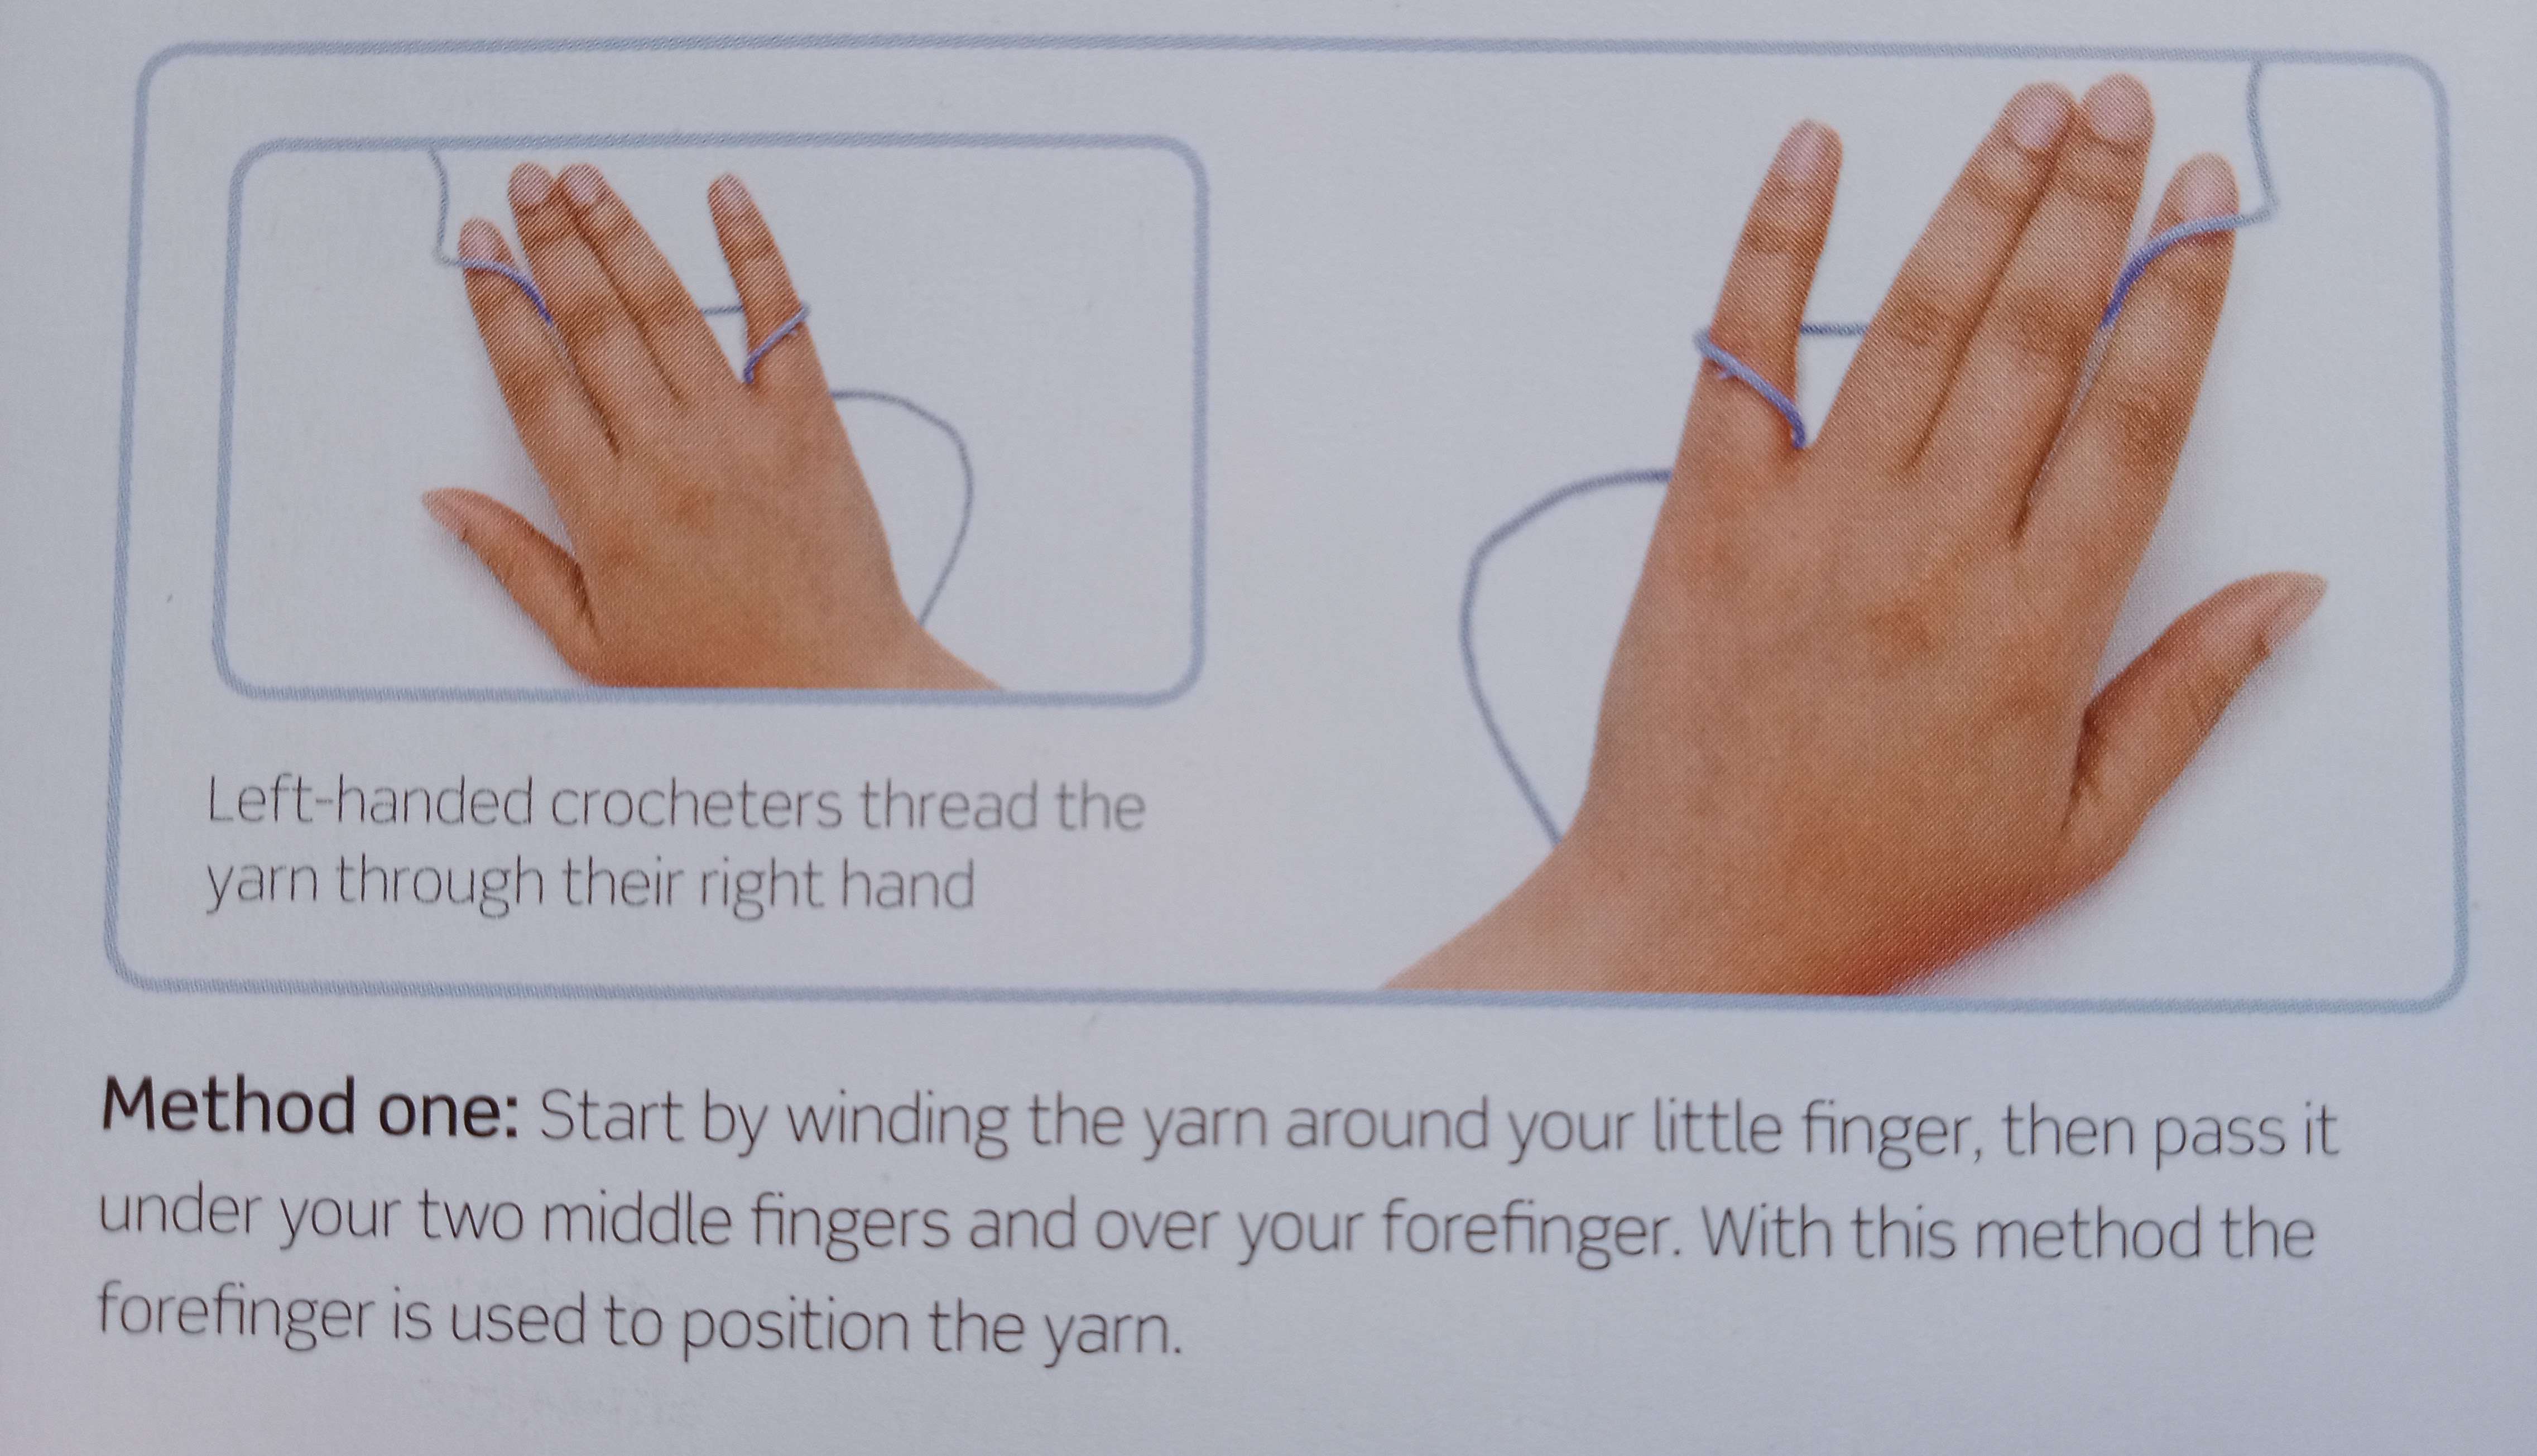 Left-handed crocheters thread the
yarn through their right hand
Method one: Start by winding the yarn around your little finger, then pass it
under your two middle fingers and over your forefinger. With this method the
forefinger is used to position the yarn.